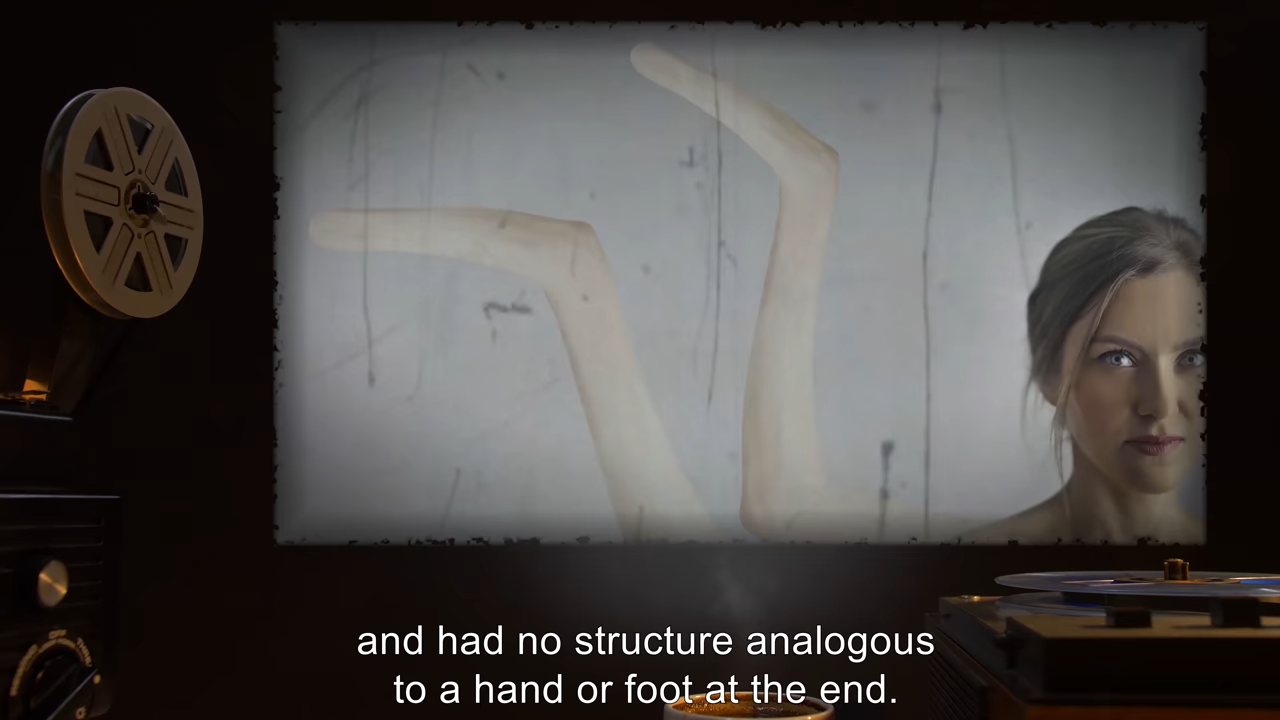 and had no structure analogous
to a hand or foot at the end.